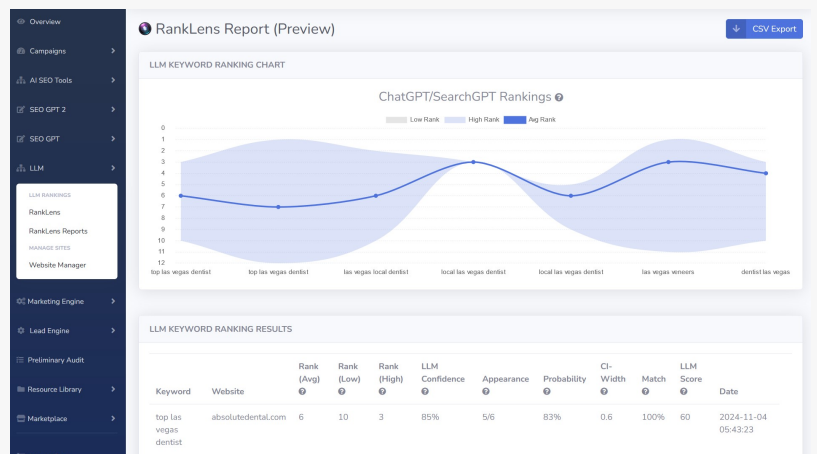 Overview
Campaigns
AI SEO Tools
SEO GPT 2
SEO GPT
LLM
LLM RANKINGS
RankLens
RankLens Reports
MANAGE SITES
Website Manager
Marketing Engine
Lead Engine
Preliminary Audit
Resource Library
Marketplace
RankLens Report (Preview)
CSV Export
LLM KEYWORD RANKING CHART
ChatGPT/SearchGPT Rankings
Low Rank High Rank Avg Rank
0
1
2
3
4
5
6
7
8
9
10
11
12
top las vegas dentist top las vegas dentist las vegas local dentist local las vegas dentist local las vegas dentist las vegas veneers dentist las vegas
LLM KEYWORD RANKING RESULTS
Keyword Website Rank (Avg) Rank (Low) Rank (High) LLM Confidence Appearance Probability CI-Width Match LLM Score Date
top las vegas dentist absolutedental.com 6 10 3 85% 5/6 83% 0.6 100% 60 2024-11-04 05:43:23